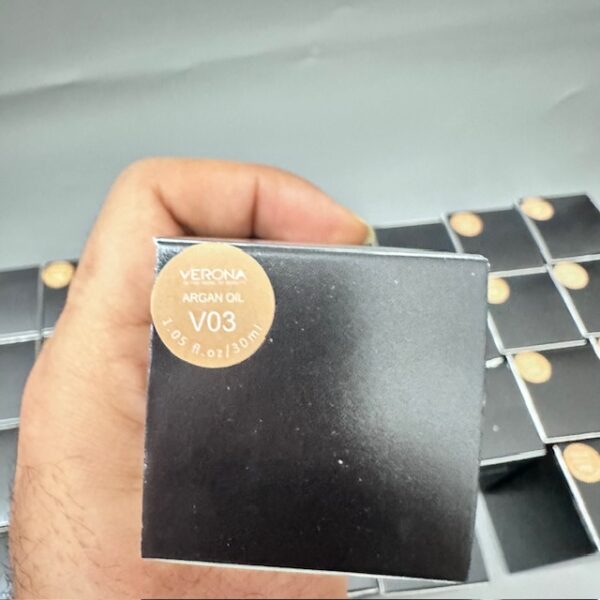 VERONA
ARGAN OIL
V03
1.05 fl.oz/30ml